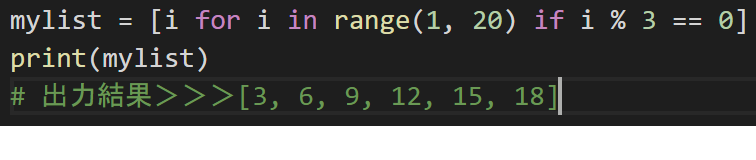 mylist = [i for i in range(1, 20) if i % 3 == 0]
print(mylist)
# 出力結果＞＞＞[3, 6, 9, 12, 15, 18]